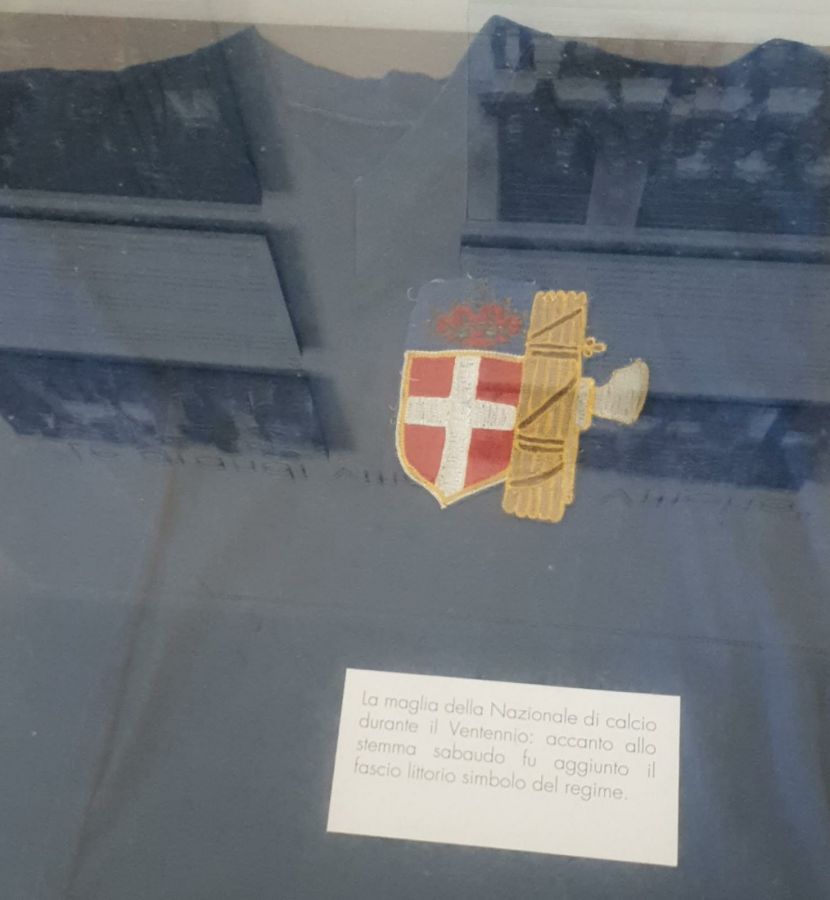 La maglia della Nazionale di calcio
durante il Ventennio: accanto allo
stemma sabaudo fu aggiunto il
fascio littorio simbolo del regime.